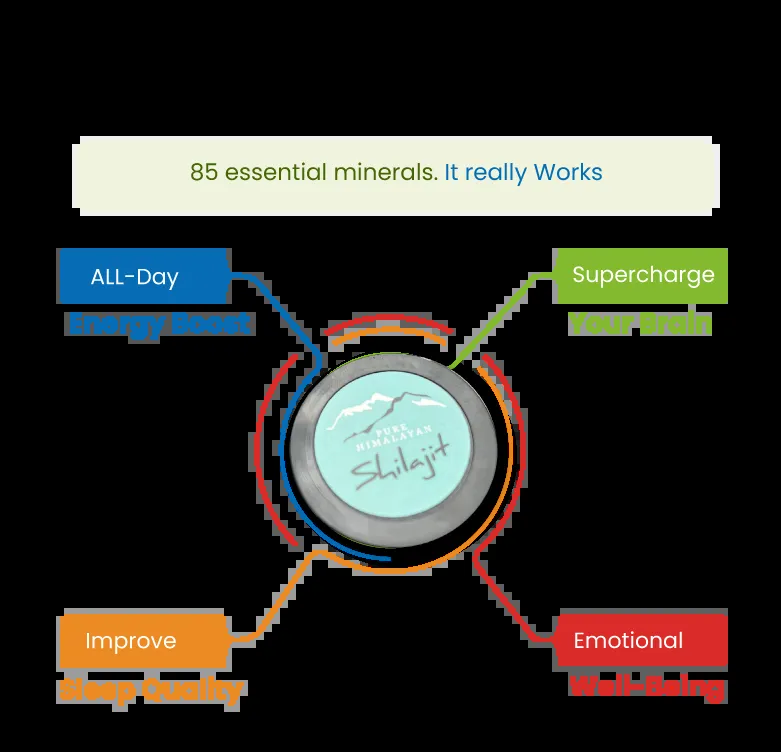 85 essential minerals. It really Works
ALL-Day
Energy Boost
Supercharge
Your Brain
PURE
HIMALAYAN
Shilajit
Improve
Sleep Quality
Emotional
Well-Being